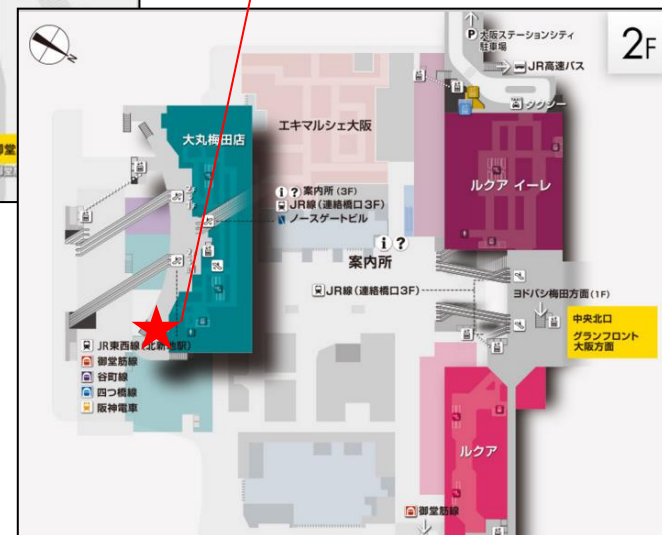 2F
大阪ステーションシティ
駐車場
JR高速バス
タクシー
エキマルシェ大阪
大丸梅田店
ルクア イーレ
案内所(3F)
JR線(連絡橋口3F)
ノースゲートビル
案内所
JR線(連絡橋口3F)
ヨドバシ梅田方面(1F)
中央北口
グランフロント
大阪方面
JR東西線(北新地駅)
御堂筋線
谷町線
四つ橋線
阪神電車
ルクア
御堂筋線